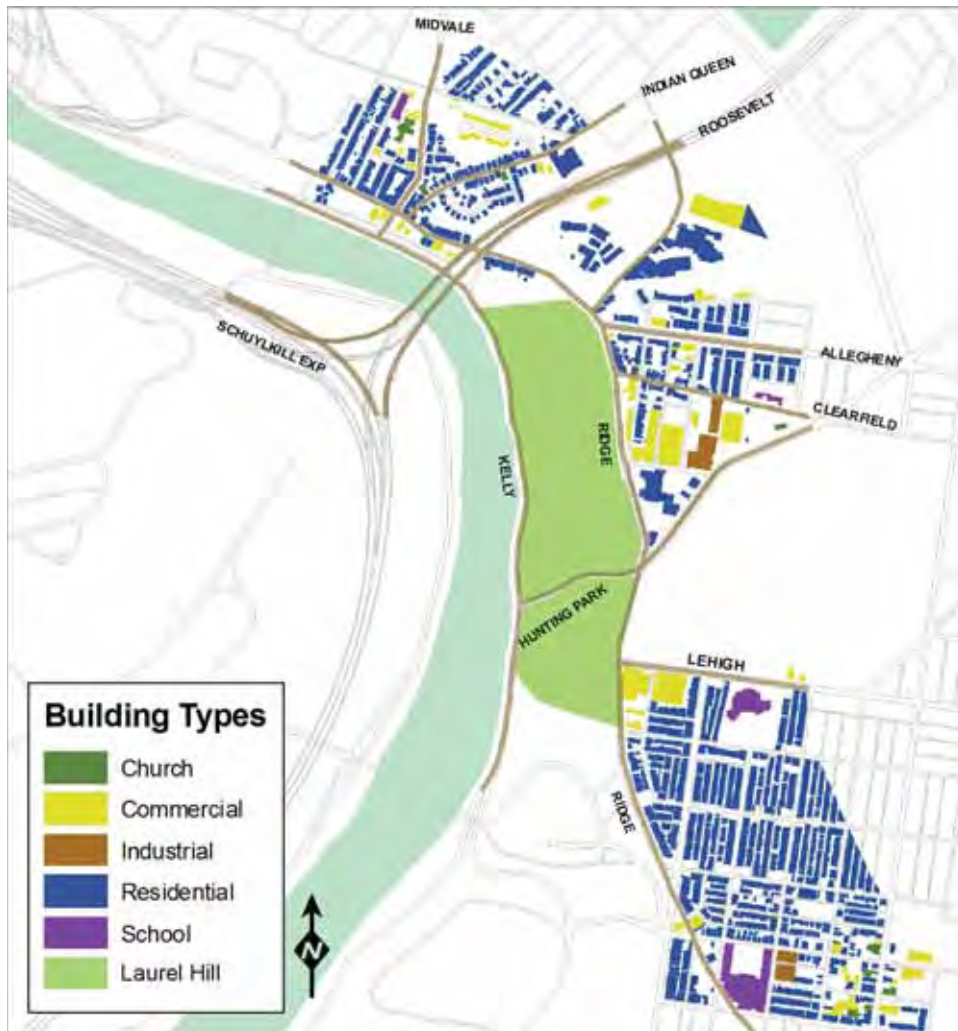 MIDVALE
INDIAN QUEEN
ROOSEVELT
SCHUYLKILL EXP
ALLEGHENY
CLEARFIELD
RIDGE
KELLY
HUNTING PARK
LEHIGH
RIDGE
Building Types
Church
Commercial
Industrial
Residential
School
Laurel Hill
N